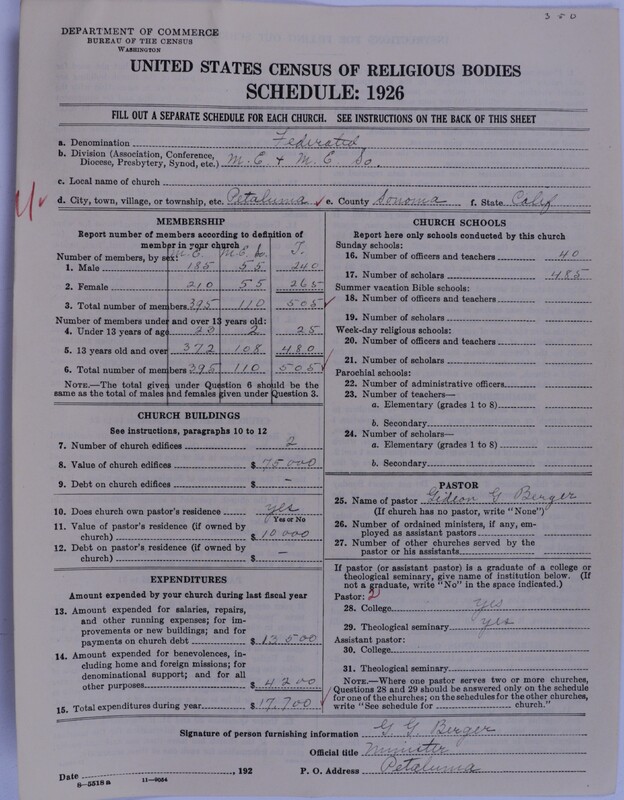 350
DEPARTMENT OF COMMERCE
BUREAU OF THE CENSUS
WASHINGTON
UNITED STATES CENSUS OF RELIGIOUS BODIES
SCHEDULE: 1926
FILL OUT A SEPARATE SCHEDULE FOR EACH CHURCH. SEE INSTRUCTIONS ON THE BACK OF THIS SHEET
a. Denomination Federated
b. Division (Association, Conference, Diocese, Presbytery, Synod, etc.) M.E. + M.E. So.
c. Local name of church
d. City, town, village, or township, etc. Petaluma e. County Sonoma f. State Calif
MEMBERSHIP
Report number of members according to definition of
member in your church
M.E. M.E. So. T.
Number of members, by sex:
1. Male 185 55 240
2. Female 210 55 265
3. Total number of members 395 110 505
Number of members under and over 13 years old:
4. Under 13 years of age 23 2 25
5. 13 years old and over 372 108 480
6. Total number of members 395 110 505
NOTE.—The total given under Question 6 should be the
same as the total of males and females given under Question 3.
CHURCH BUILDINGS
See instructions, paragraphs 10 to 12
7. Number of church edifices 2
8. Value of church edifices $ 75000
9. Debt on church edifices $ –
10. Does church own pastor's residence yes
Yes or No
11. Value of pastor's residence (if owned by
church) $ 10000
12. Debt on pastor's residence (if owned by
church) $ –
EXPENDITURES
Amount expended by your church during last fiscal year
13. Amount expended for salaries, repairs,
and other running expenses; for im-
provements or new buildings; and for
payments on church debt $ 13500
14. Amount expended for benevolences, in-
cluding home and foreign missions; for
denominational support; and for all
other purposes $ 4200
15. Total expenditures during year $ 17.700
CHURCH SCHOOLS
Report here only schools conducted by this church
Sunday schools:
16. Number of officers and teachers 40
17. Number of scholars 485
Summer vacation Bible schools:
18. Number of officers and teachers
19. Number of scholars
Week-day religious schools:
20. Number of officers and teachers
21. Number of scholars
Parochial schools:
22. Number of administrative officers
23. Number of teachers—
a. Elementary (grades 1 to 8)
b. Secondary
24. Number of scholars—
a. Elementary (grades 1 to 8)
b. Secondary
PASTOR
25. Name of pastor Gideon G Berger
(If church has no pastor, write "None")
26. Number of ordained ministers, if any, em-
ployed as assistant pastors
27. Number of other churches served by the
pastor or his assistants
If pastor (or assistant pastor) is a graduate of a college or
theological seminary, give name of institution below. (If
not a graduate, write "No" in the space indicated.)
Pastor: 2
28. College yes
29. Theological seminary yes
Assistant pastor:
30. College
31. Theological seminary
NOTE.—Where one pastor serves two or more churches,
Questions 28 and 29 should be answered only on the schedule
for one of the churches; on the schedules for the other churches,
write "See schedule for church."
Signature of person furnishing information G G Berger
Official title Minister
Date , 192 P. O. Address Petaluma
8—5518a 11—9054